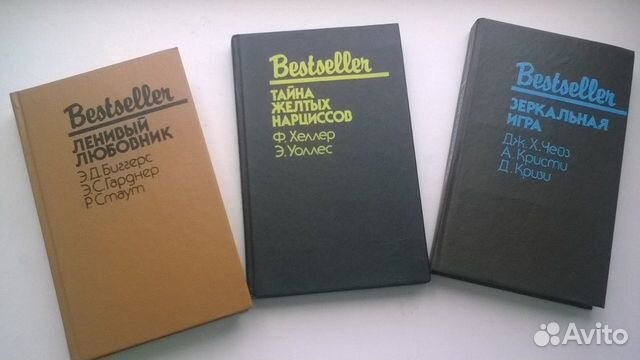 Bestseller
ЛЕНИВЫЙ
ЛЮБОВНИК
Э.Д. Биггерс
Э.С. Гарднер
Р. Стаут
Bestseller
ТАЙНА
ЖЕЛТЫХ
НАРЦИССОВ
Ф. Хеллер
Э. Уоллес
Bestseller
ЗЕРКАЛЬНАЯ
ИГРА
Дж. Х. Чейз
А. Кристи
Д. Кризи
Avito